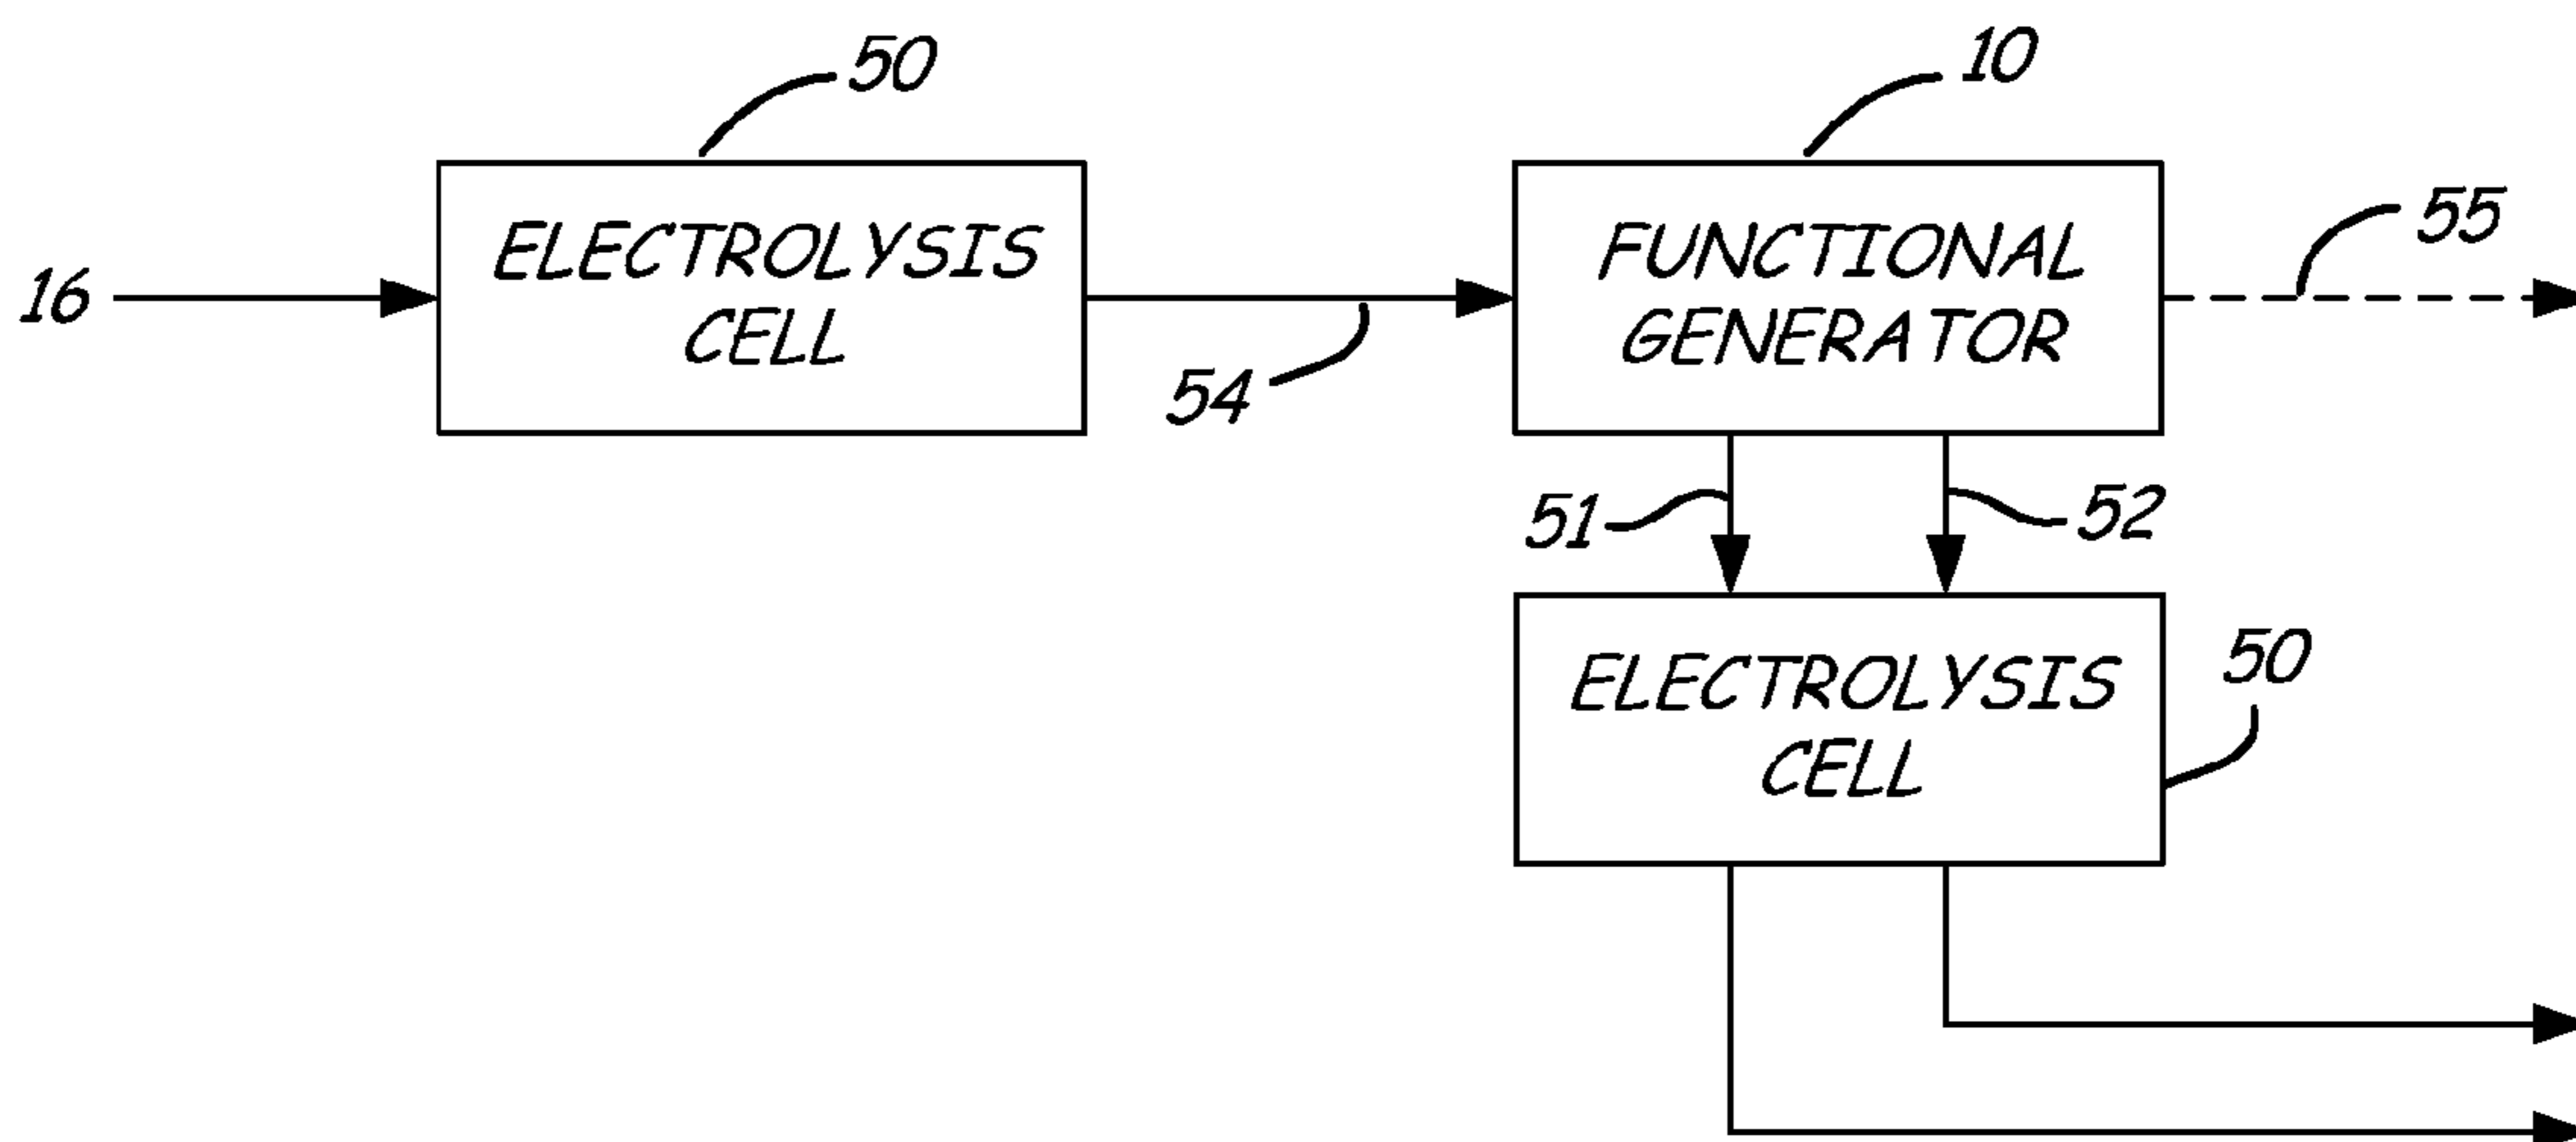 50
10
16
ELECTROLYSIS
CELL
54
FUNCTIONAL
GENERATOR
55
51
52
ELECTROLYSIS
CELL
50